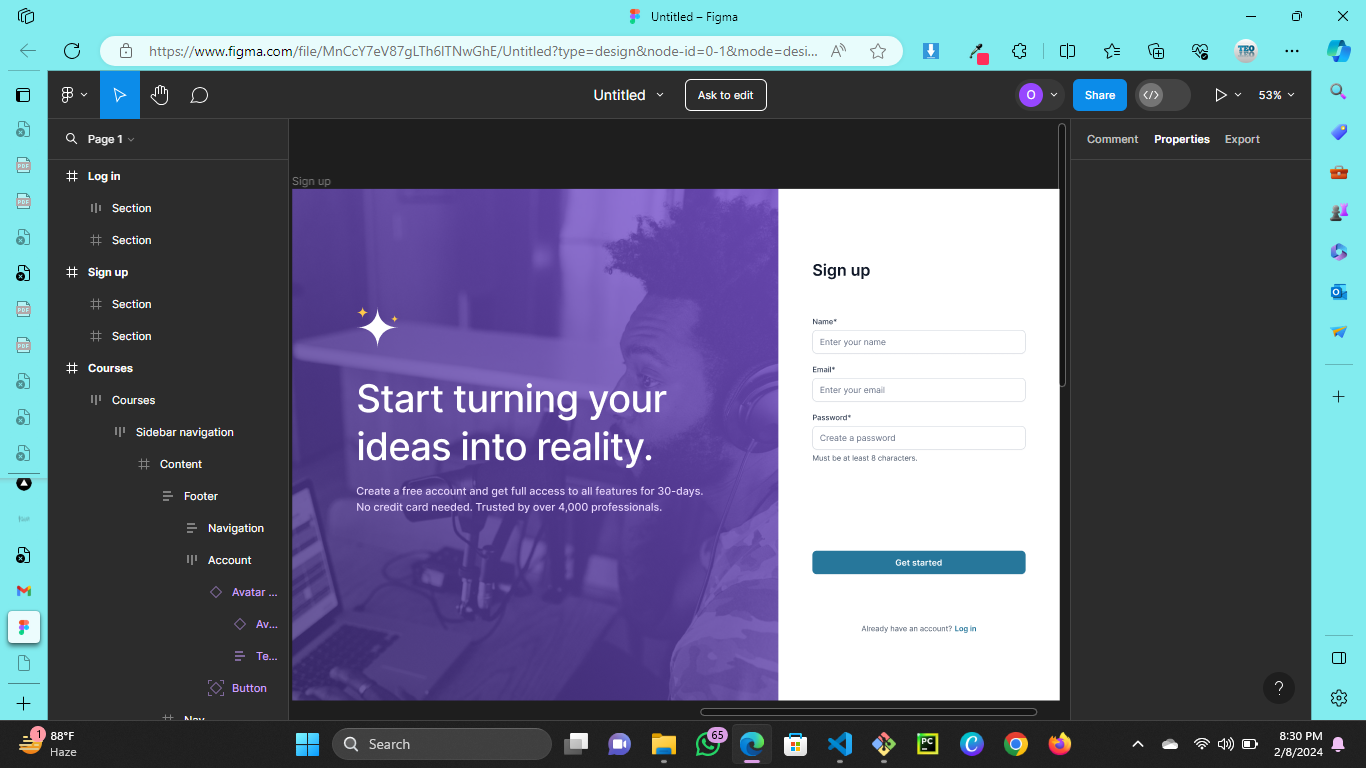 Untitled – Figma
https://www.figma.com/file/MnCcY7eV87gLTh6lTNwGhE/Untitled?type=design&node-id=0-1&mode=desi...
Untitled
Ask to edit
O
Share
53%
Page 1
Comment
Properties
Export
Log in
Section
Section
Sign up
Section
Section
Courses
Courses
Sidebar navigation
Content
Footer
Navigation
Account
Avatar ...
Av...
Te...
Button
Nav
Sign up
Start turning your
ideas into reality.
Create a free account and get full access to all features for 30-days.
No credit card needed. Trusted by over 4,000 professionals.
Sign up
Name*
Enter your name
Email*
Enter your email
Password*
Create a password
Must be at least 8 characters.
Get started
Already have an account? Log in
?
1
88°F
Haze
Search
65
PC
8:30 PM
2/8/2024